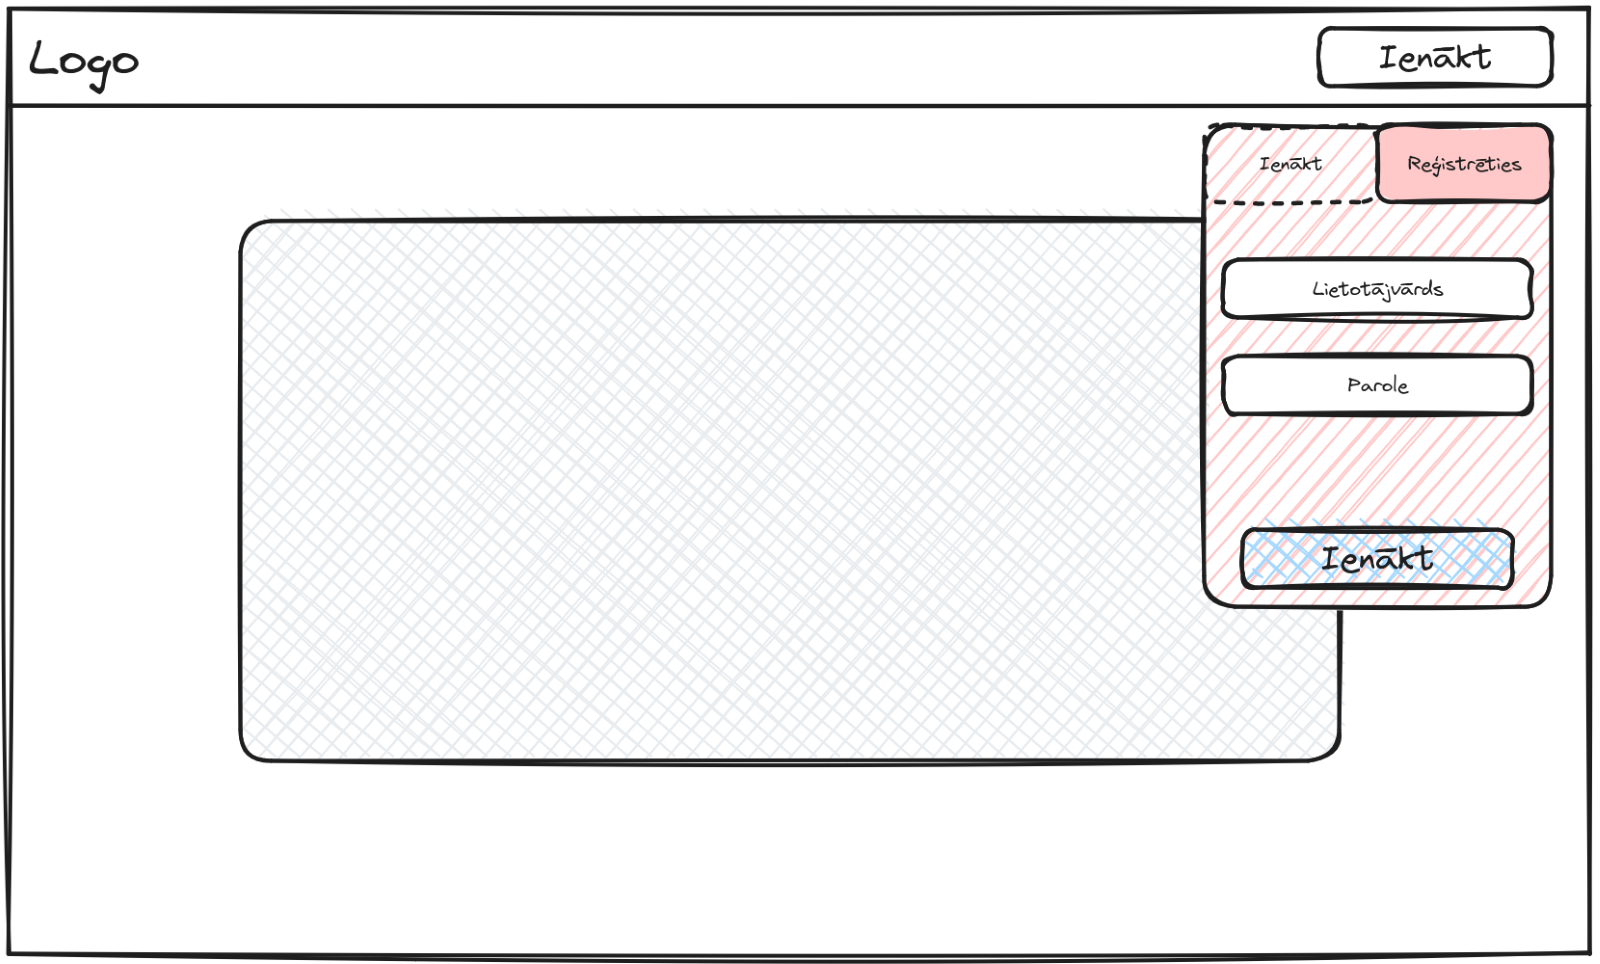 Logo
Ienākt
Ienākt
Reģistrēties
Lietotājvārds
Parole
Ienākt